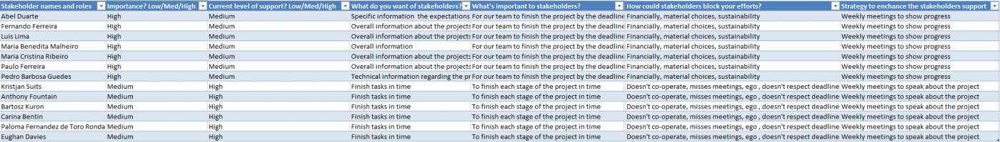 Stakeholder names and roles Importance? Low/Med/High Current level of support? Low/Med/High What do you want of stakeholders? What's important to stakeholders? How could stakeholders block your efforts? Strategy to enchance the stakeholders support
Abel Duarte High Medium Specific information the expectations For our team to finish the project by the deadline Financially, material choices, sustainability Weekly meetings to show progress
Fernando Ferreira High Medium Overall information about the projects For our team to finish the project by the deadline Financially, material choices, sustainability Weekly meetings to show progress
Luis Lima High Medium Overall information about the projects For our team to finish the project by the deadline Financially, material choices, sustainability Weekly meetings to show progress
Maria Benedita Malheiro High Medium Overall information For our team to finish the project by the deadline Financially, material choices, sustainability Weekly meetings to show progress
Maria Cristina Ribeiro High Medium Overall information about the projects For our team to finish the project by the deadline Financially, material choices, sustainability Weekly meetings to show progress
Paulo Ferreira High Medium Overall information about the projects For our team to finish the project by the deadline Financially, material choices, sustainability Weekly meetings to show progress
Pedro Barbosa Guedes High Medium Technical information regarding the pr For our team to finish the project by the deadline Financially, material choices, sustainability Weekly meetings to show progress
Kristjan Suits Medium High Finish tasks in time To finish each stage of the project in time Doesn't co-operate, misses meetings, ego , doesn't respect deadline Weekly meetings to speak about the project
Anthony Fountain Medium High Finish tasks in time To finish each stage of the project in time Doesn't co-operate, misses meetings, ego , doesn't respect deadline Weekly meetings to speak about the project
Bartosz Kuron Medium High Finish tasks in time To finish each stage of the project in time Doesn't co-operate, misses meetings, ego , doesn't respect deadline Weekly meetings to speak about the project
Carina Bentin Medium High Finish tasks in time To finish each stage of the project in time Doesn't co-operate, misses meetings, ego , doesn't respect deadline Weekly meetings to speak about the project
Paloma Fernandez de Toro Ronda Medium High Finish tasks in time To finish each stage of the project in time Doesn't co-operate, misses meetings, ego , doesn't respect deadline Weekly meetings to speak about the project
Eughan Davies Medium High Finish tasks in time To finish each stage of the project in time Doesn't co-operate, misses meetings, ego , doesn't respect deadline Weekly meetings to speak about the project